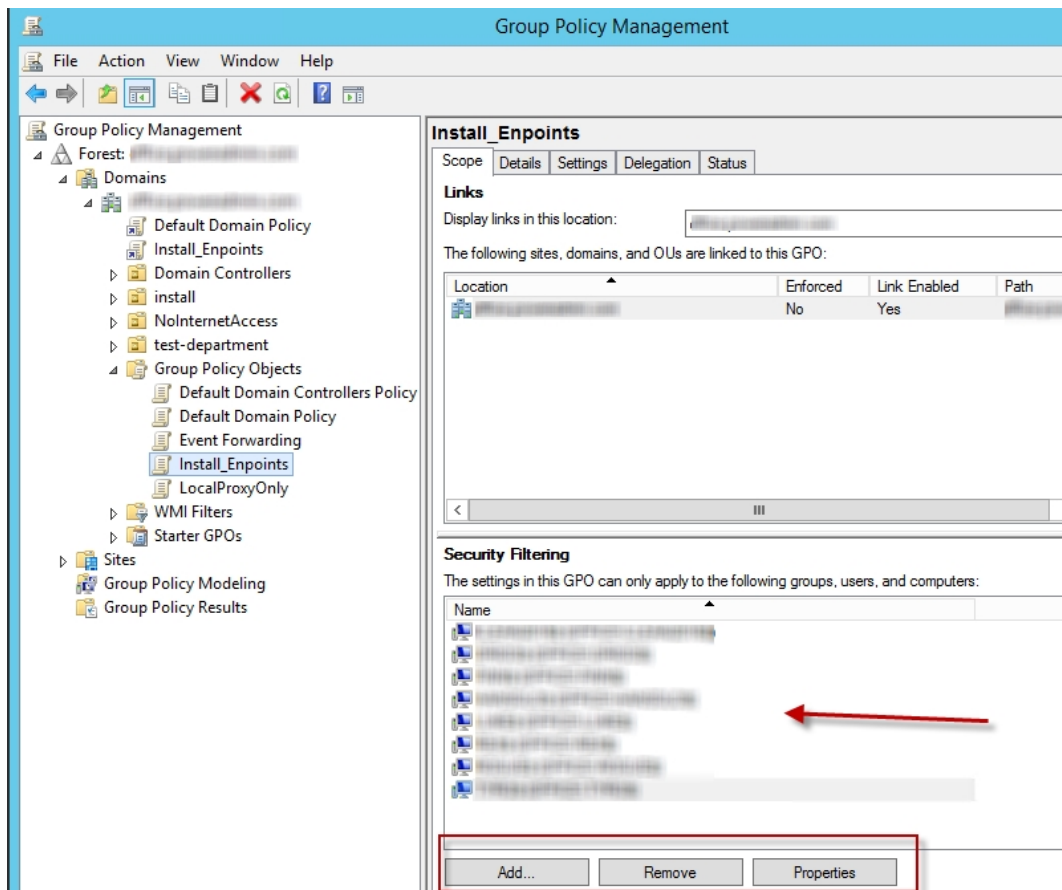 Group Policy Management
File Action View Window Help
Group Policy Management
Forest:
Domains
Default Domain Policy
Install_Enpoints
Domain Controllers
install
NoInternetAccess
test-department
Group Policy Objects
Default Domain Controllers Policy
Default Domain Policy
Event Forwarding
Install_Enpoints
LocalProxyOnly
WMI Filters
Starter GPOs
Sites
Group Policy Modeling
Group Policy Results
Install_Enpoints
Scope Details Settings Delegation Status
Links
Display links in this location:
The following sites, domains, and OUs are linked to this GPO:
Location Enforced Link Enabled Path
No Yes
Security Filtering
The settings in this GPO can only apply to the following groups, users, and computers:
Name
Add... Remove Properties